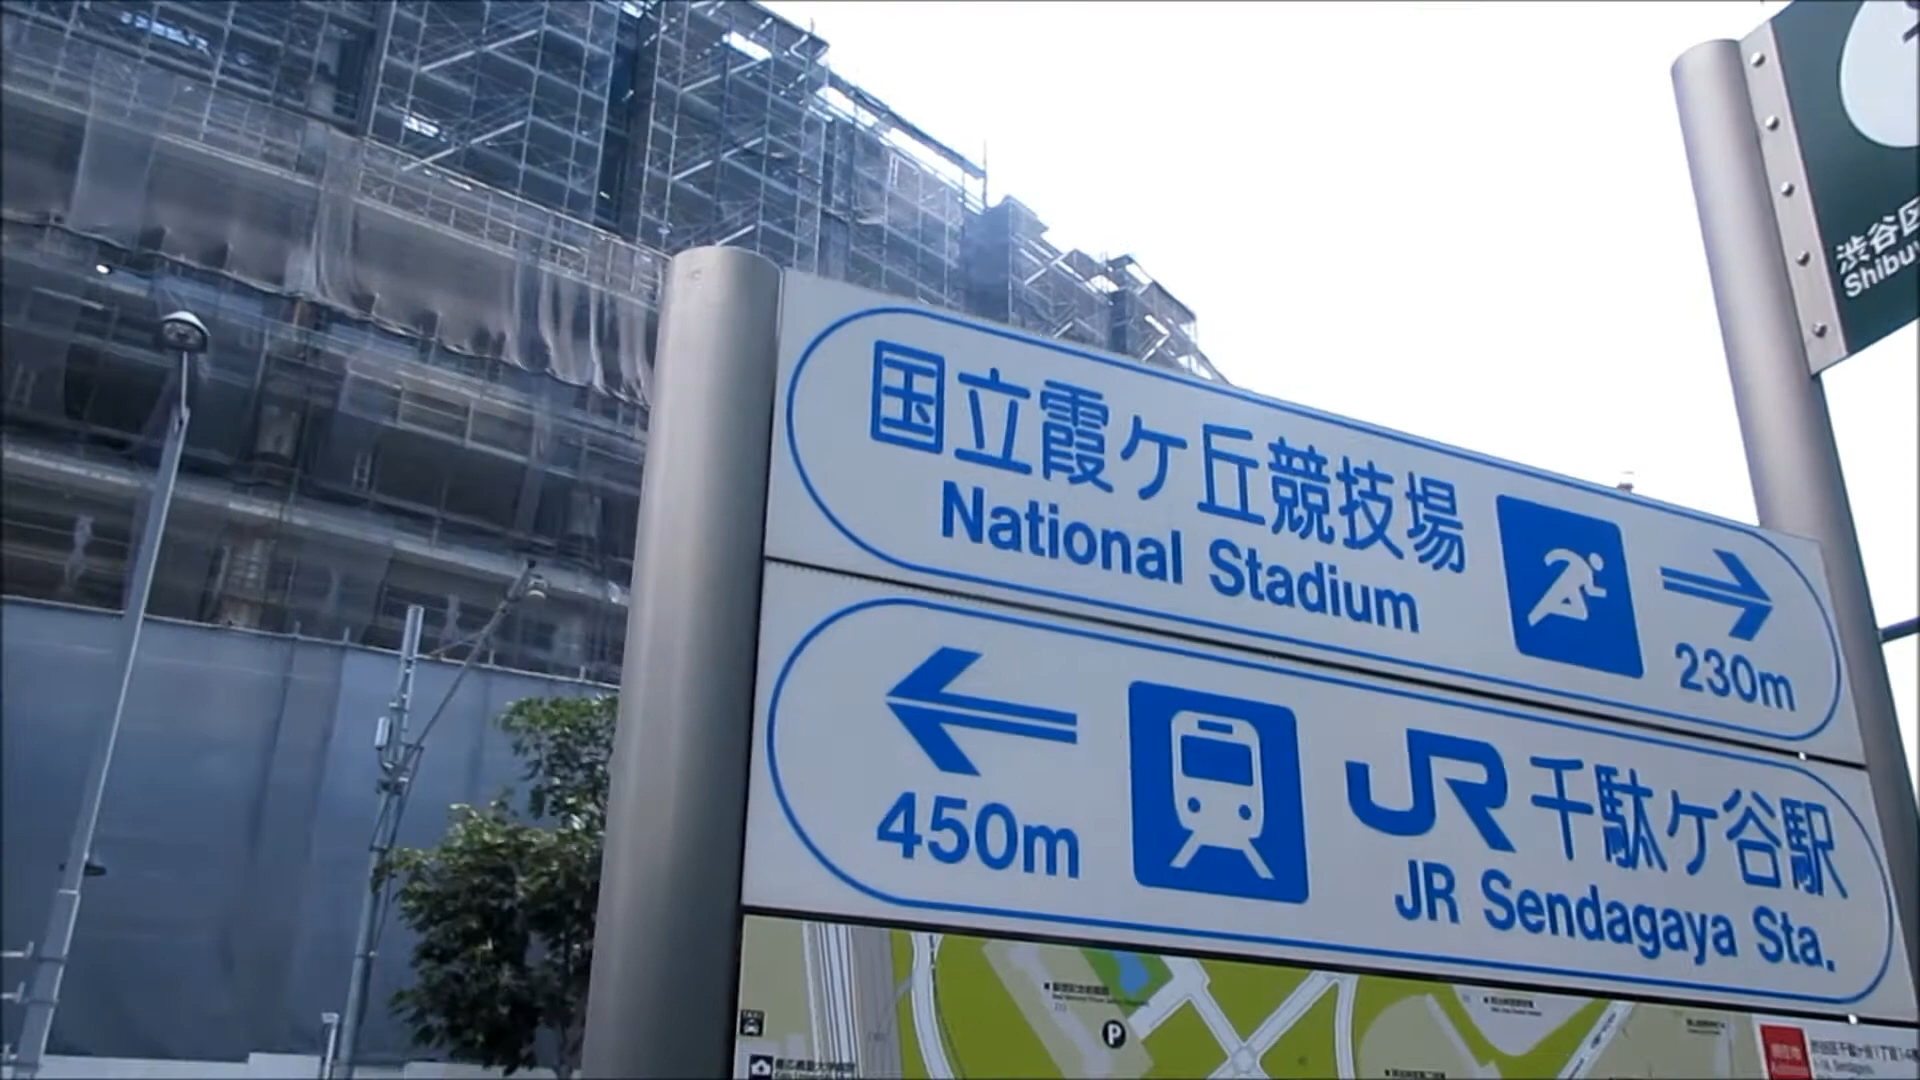 国立霞ケ丘競技場
National Stadium
230m
450m
JR 千駄ケ谷駅
JR Sendagaya Sta.
渋谷区
P
TAXI